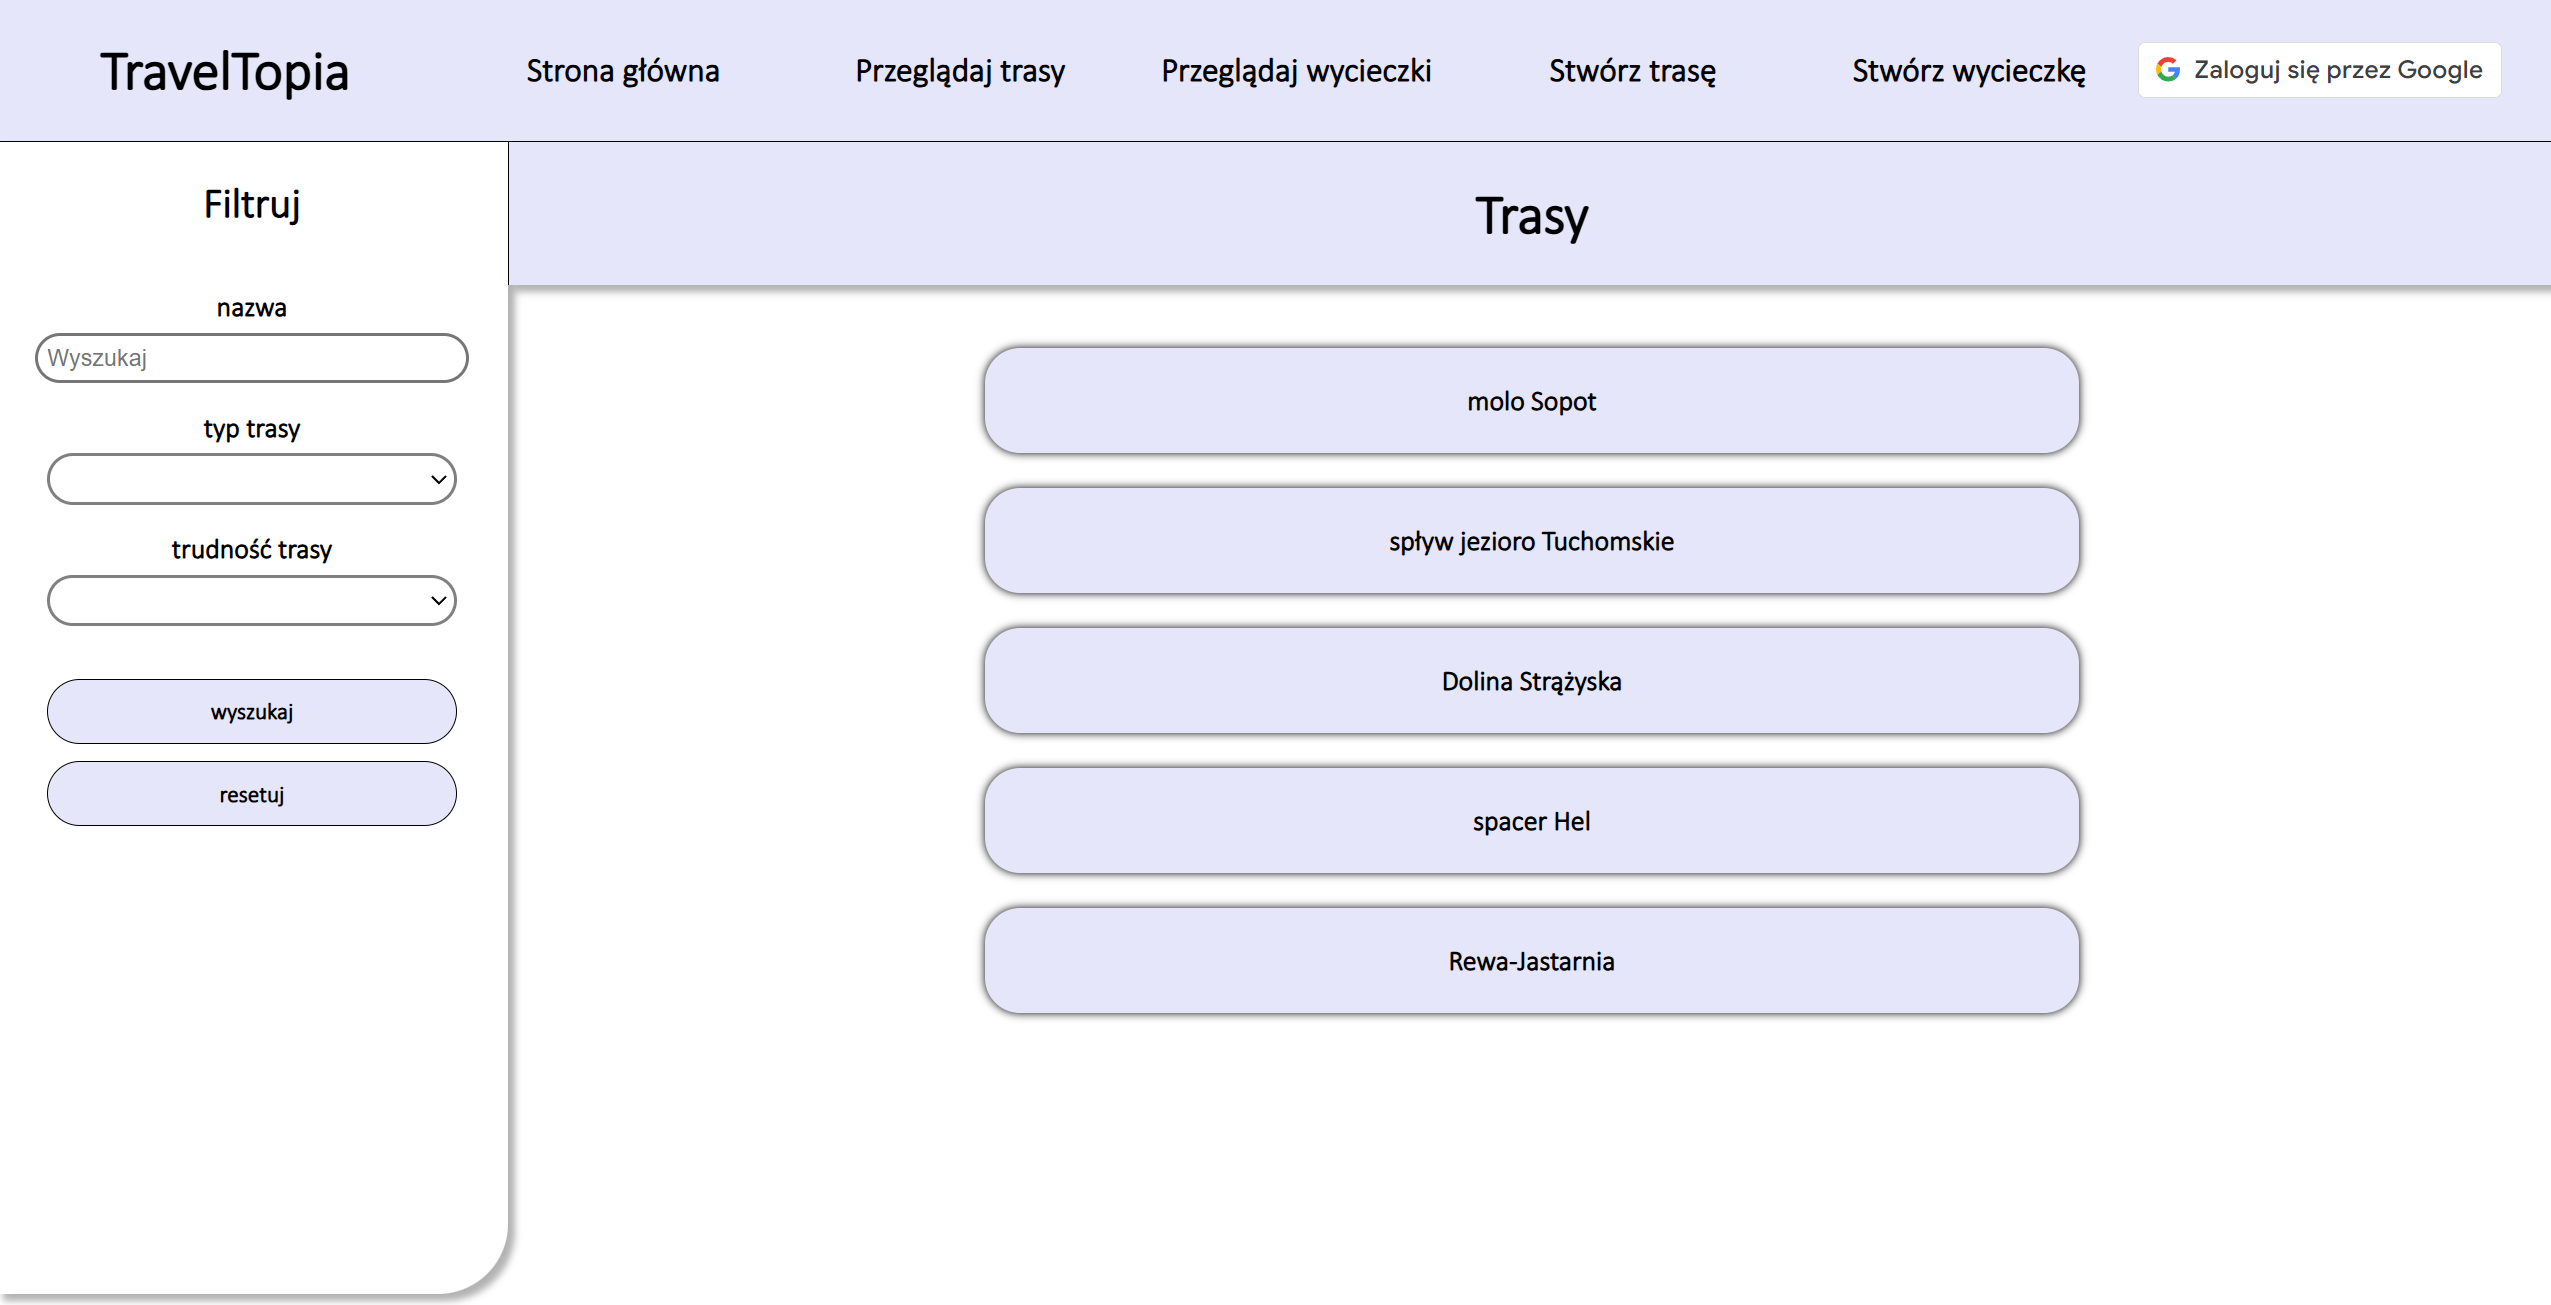 TravelTopia
Strona główna
Przeglądaj trasy
Przeglądaj wycieczki
Stwórz trasę
Stwórz wycieczkę
Zaloguj się przez Google
Filtruj
nazwa
Wyszukaj
typ trasy
trudność trasy
wyszukaj
resetuj
Trasy
molo Sopot
spływ jezioro Tuchomskie
Dolina Strążyska
spacer Hel
Rewa-Jastarnia